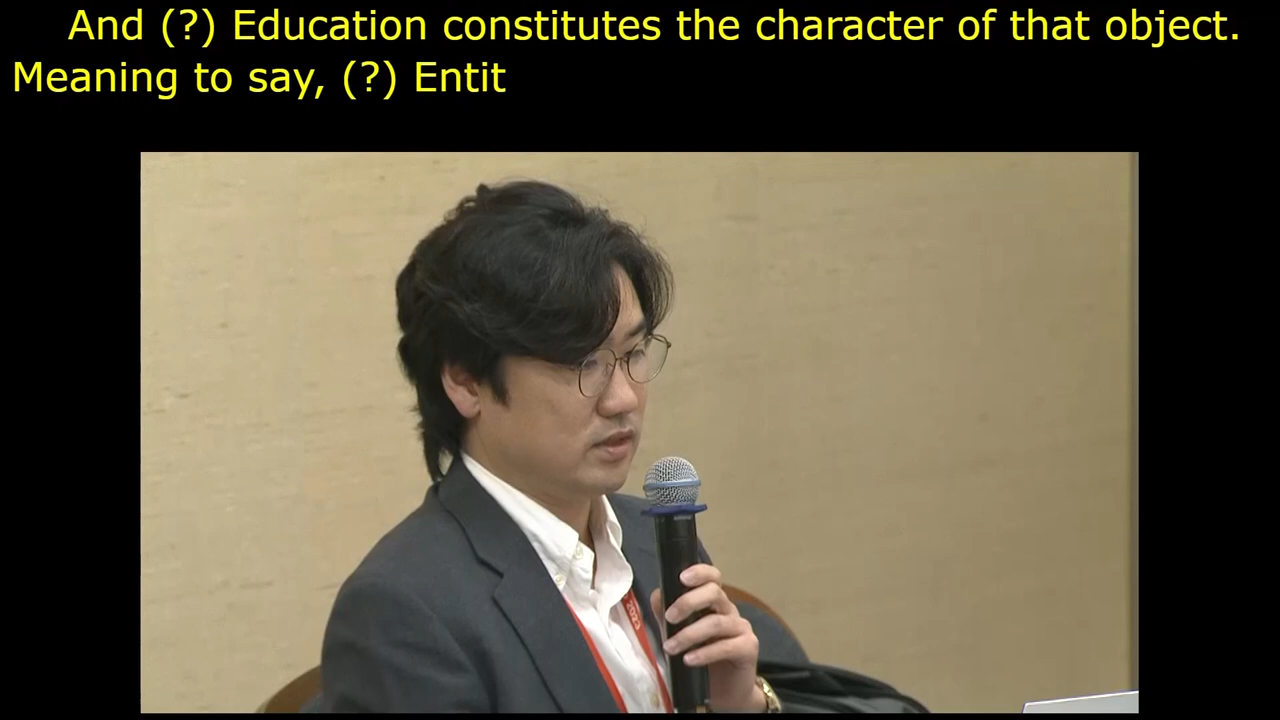 And (?) Education constitutes the character of that object.
Meaning to say, (?) Entit